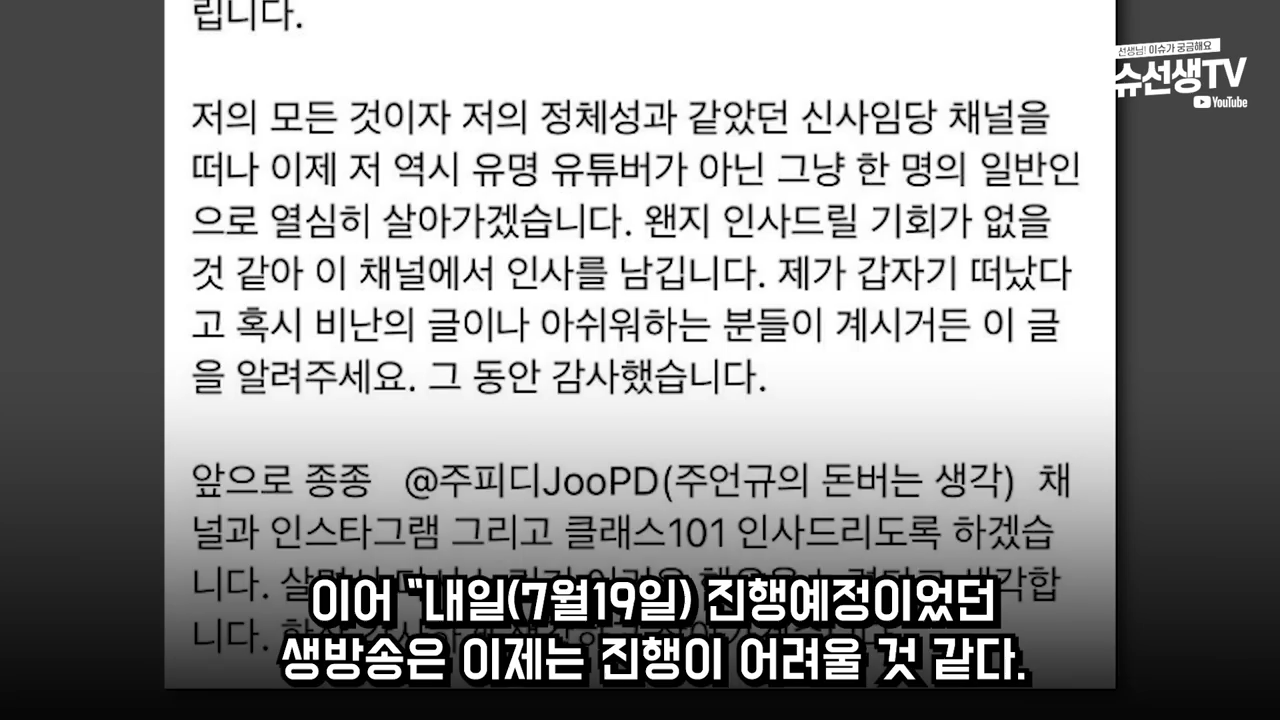 립니다.
선생님! 이슈가 궁금해요
슈선생TV
YouTube
저의 모든 것이자 저의 정체성과 같았던 신사임당 채널을
떠나 이제 저 역시 유명 유튜버가 아닌 그냥 한 명의 일반인
으로 열심히 살아가겠습니다. 왠지 인사드릴 기회가 없을
것 같아 이 채널에서 인사를 남깁니다. 제가 갑자기 떠났다
고 혹시 비난의 글이나 아쉬워하는 분들이 계시거든 이 글
을 알려주세요. 그 동안 감사했습니다.
앞으로 종종 @주피디JooPD(주언규의 돈버는 생각) 채
널과 인스타그램 그리고 클래스101 인사드리도록 하겠습
니다.
니다.
이어 “내일(7월19일) 진행예정이었던
생방송은 이제는 진행이 어려울 것 같다.